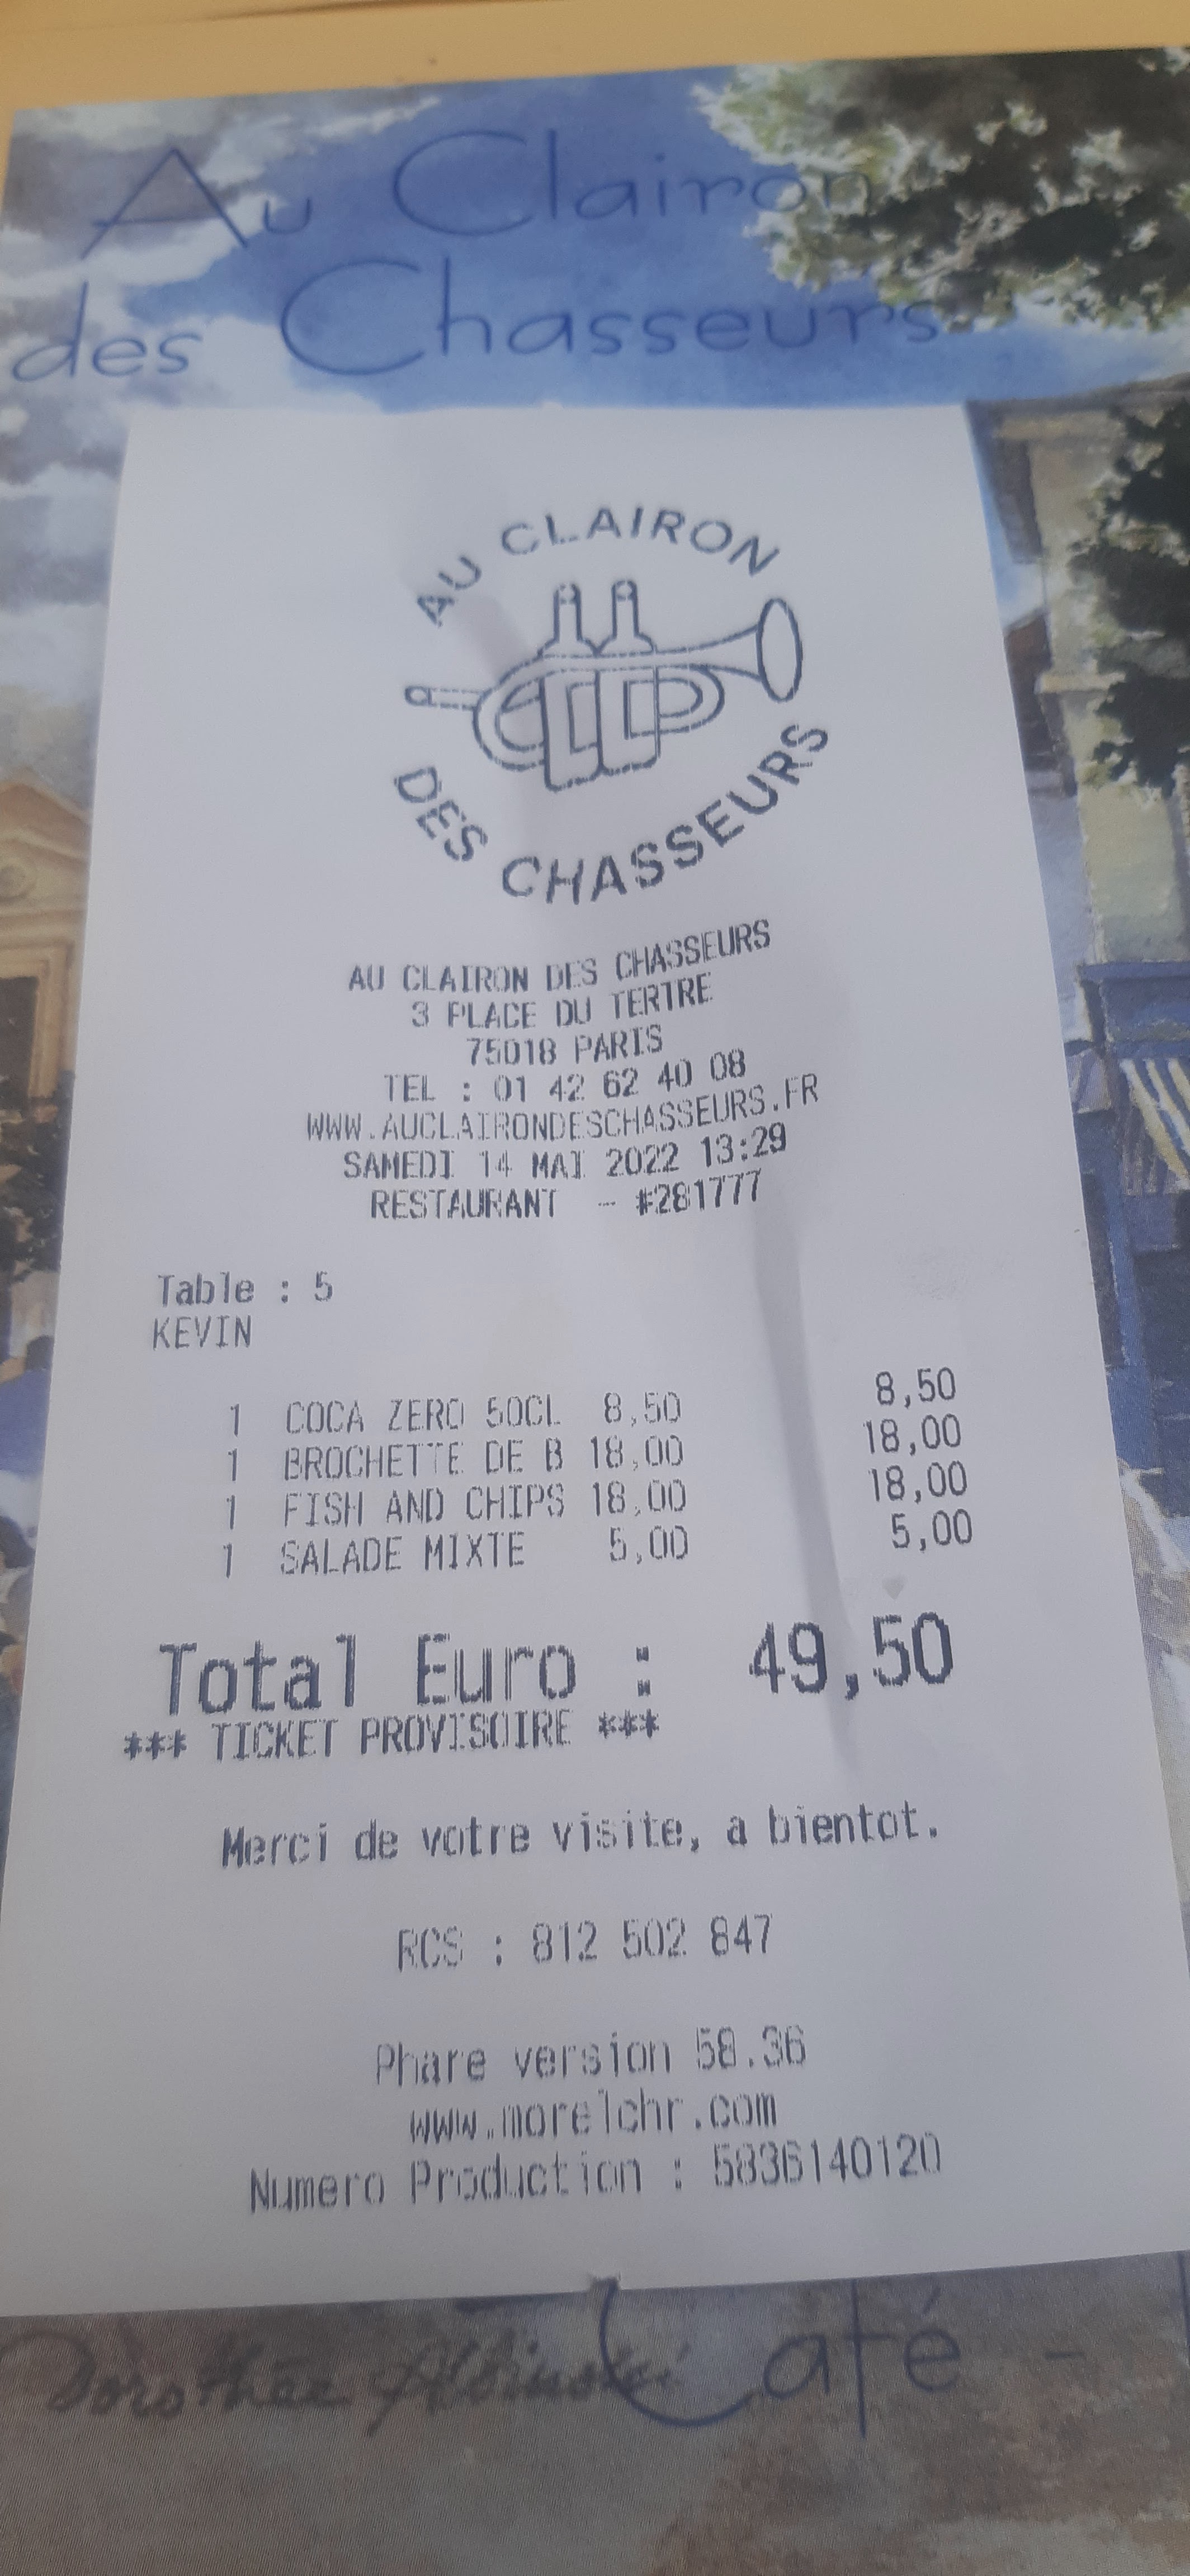 Au Clairon
des Chasseurs
AU CLAIRON
DES CHASSEURS
AU CLAIRON DES CHASSEURS
3 PLACE DU TERTRE
75018 PARIS
TEL : 01 42 62 40 08
WWW.AUCLAIRONDESCHASSEURS.FR
SAMEDI 14 MAI 2022 13:29
RESTAURANT - #281777
Table : 5
KEVIN
1 COCA ZERO 50CL 8,50 8,50
1 BROCHETTE DE B 18,00 18,00
1 FISH AND CHIPS 18,00 18,00
1 SALADE MIXTE 5,00 5,00
Total Euro : 49,50
*** TICKET PROVISOIRE ***
Merci de votre visite, a bientot.
RCS : 812 502 847
Phare version 58.36
www.morelchr.com
Numero Production : 5836140120
Café -